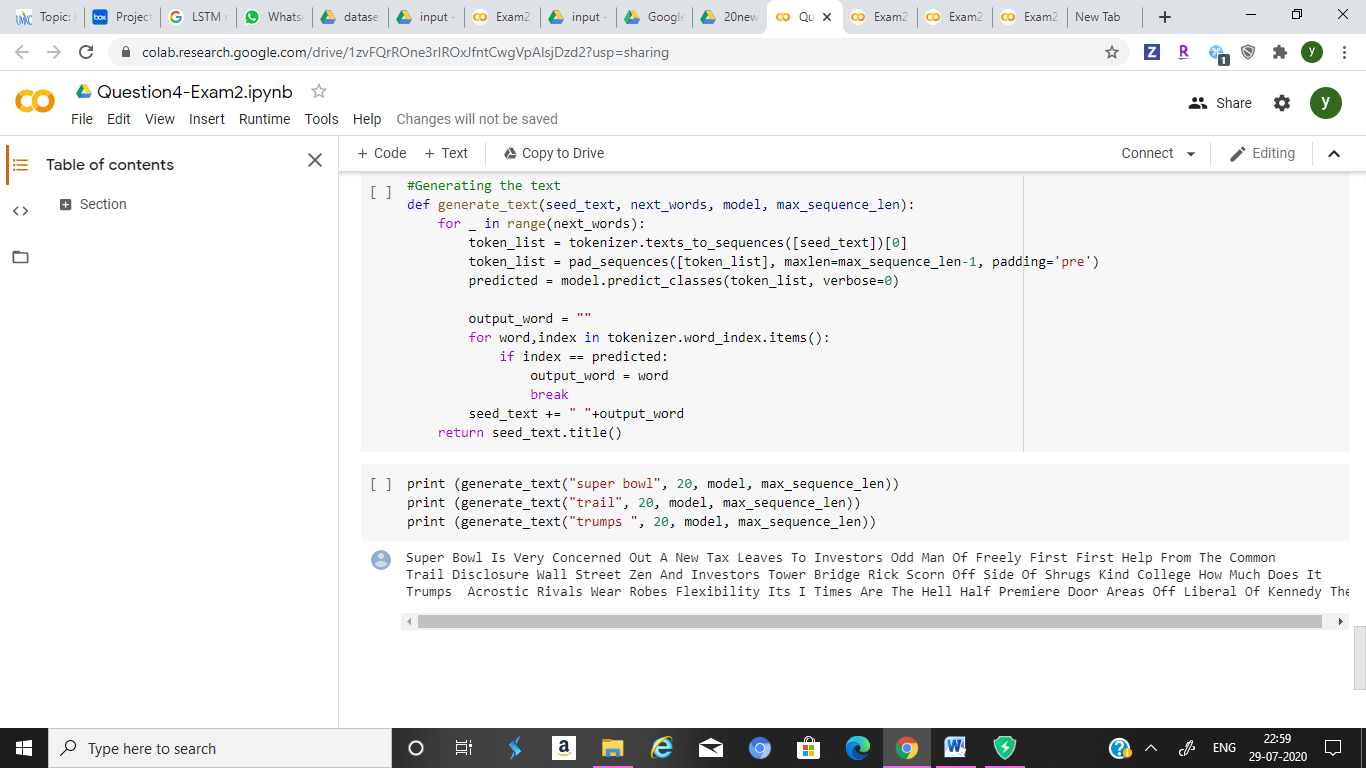 Topic:
Project
LSTM
Whats
datase
input -
Exam2
input -
Google
20new
Qu
Exam2
Exam2
Exam2
New Tab
colab.research.google.com/drive/1zvFQrROne3rIROxJfntCwgVpAlsjDzd2?usp=sharing
Question4-Exam2.ipynb
File Edit View Insert Runtime Tools Help Changes will not be saved
Share
y
Table of contents
Section
+ Code + Text Copy to Drive
Connect Editing
[ ]
#Generating the text
def generate_text(seed_text, next_words, model, max_sequence_len):
    for _ in range(next_words):
        token_list = tokenizer.texts_to_sequences([seed_text])[0]
        token_list = pad_sequences([token_list], maxlen=max_sequence_len-1, padding='pre')
        predicted = model.predict_classes(token_list, verbose=0)
        output_word = ""
        for word,index in tokenizer.word_index.items():
            if index == predicted:
                output_word = word
                break
        seed_text += " "+output_word
    return seed_text.title()
[ ]
print (generate_text("super bowl", 20, model, max_sequence_len))
print (generate_text("trail", 20, model, max_sequence_len))
print (generate_text("trumps ", 20, model, max_sequence_len))
Super Bowl Is Very Concerned Out A New Tax Leaves To Investors Odd Man Of Freely First First Help From The Common
Trail Disclosure Wall Street Zen And Investors Tower Bridge Rick Scorn Off Side Of Shrugs Kind College How Much Does It
Trumps  Acrostic Rivals Wear Robes Flexibility Its I Times Are The Hell Half Premiere Door Areas Off Liberal Of Kennedy The
Type here to search
ENG
22:59
29-07-2020